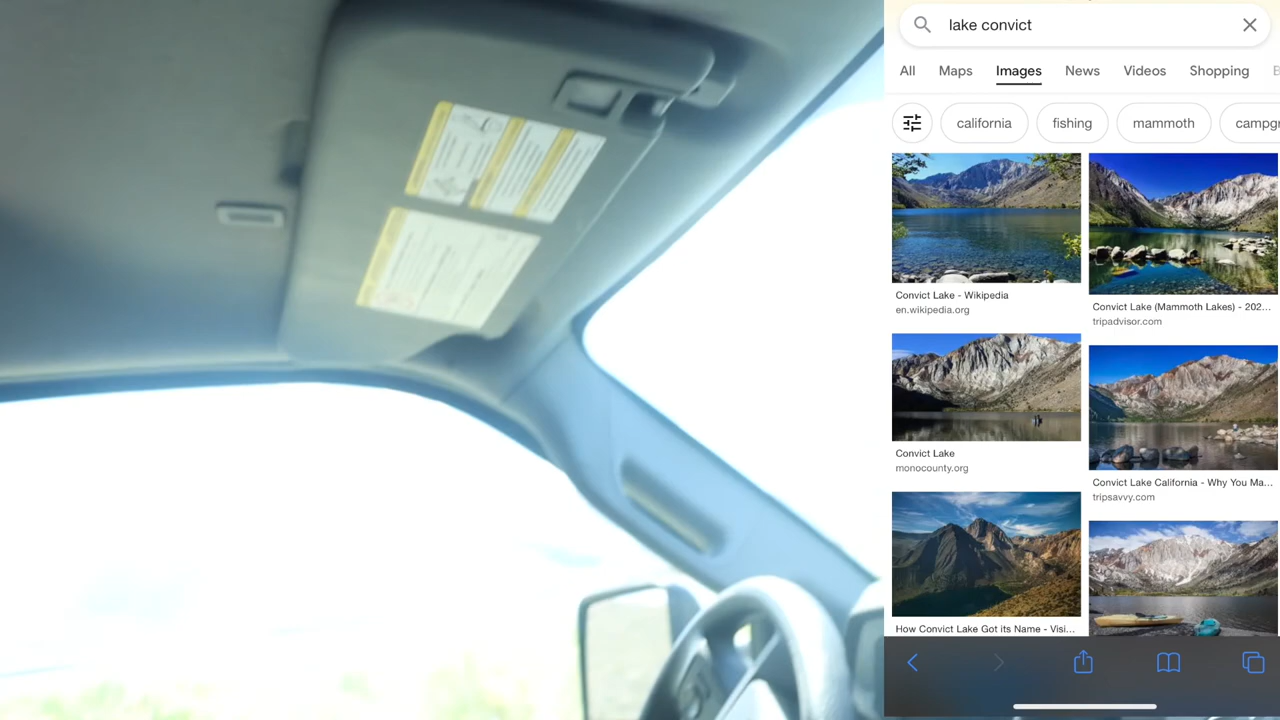 lake convict
All
Maps
Images
News
Videos
Shopping
california
fishing
mammoth
campgr
Convict Lake - Wikipedia
en.wikipedia.org
Convict Lake (Mammoth Lakes) - 202...
tripadvisor.com
Convict Lake
monocounty.org
Convict Lake California - Why You Ma...
tripsavvy.com
How Convict Lake Got its Name - Visi...